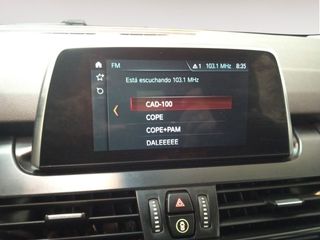 FM 1 103.1 MHz 8:35
Está escuchando 103.1 MHz
CAD-100
COPE
COPE+PAM
DALEEEEE